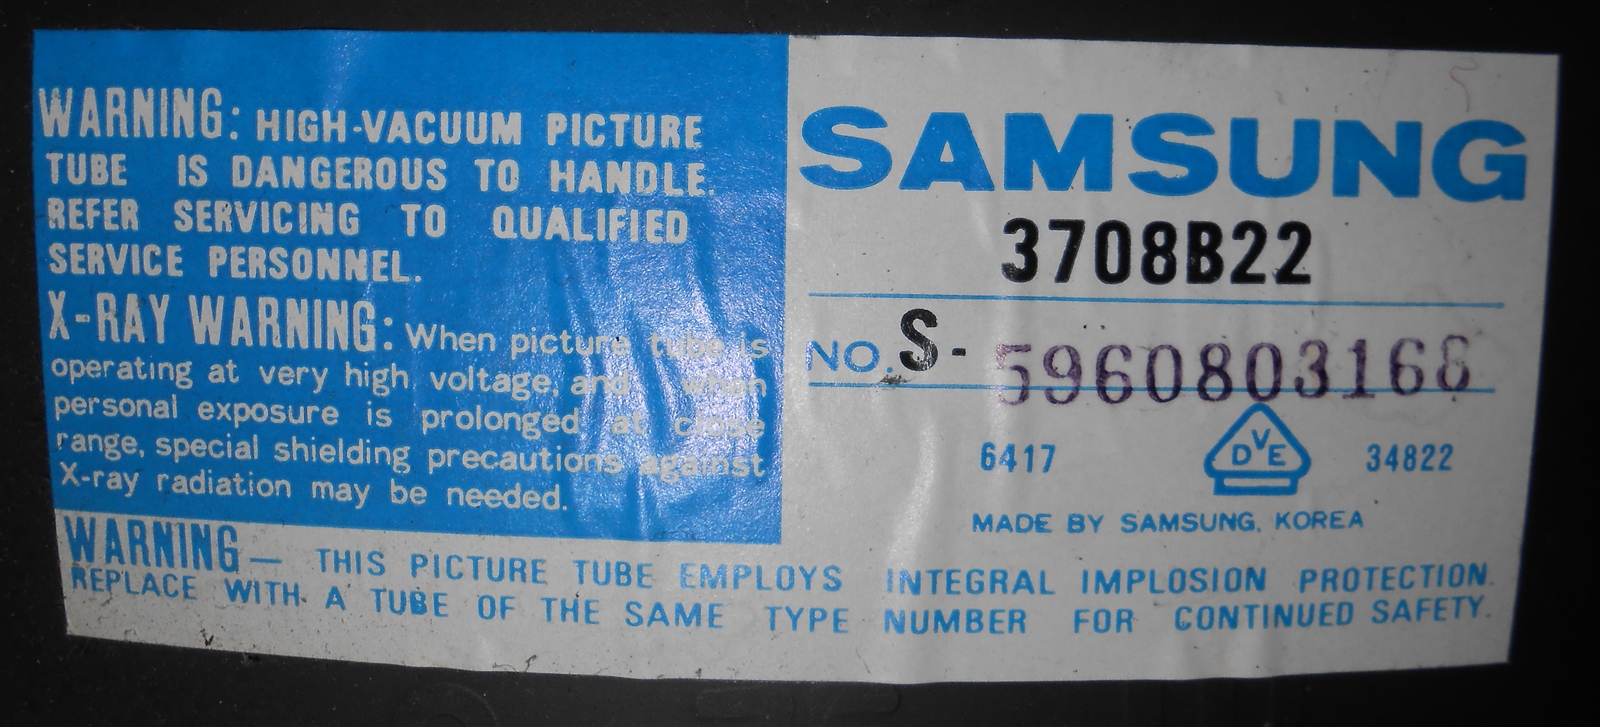 WARNING: HIGH-VACUUM PICTURE
TUBE IS DANGEROUS TO HANDLE.
REFER SERVICING TO QUALIFIED
SERVICE PERSONNEL.
X-RAY WARNING: When picture tube is
operating at very high voltage, and when
personal exposure is prolonged at close
range, special shielding precautions against
X-ray radiation may be needed.
SAMSUNG
3708B22
NO. S- 5960803168
6417 DVE 34822
MADE BY SAMSUNG, KOREA
WARNING— THIS PICTURE TUBE EMPLOYS INTEGRAL IMPLOSION PROTECTION.
REPLACE WITH A TUBE OF THE SAME TYPE NUMBER FOR CONTINUED SAFETY.